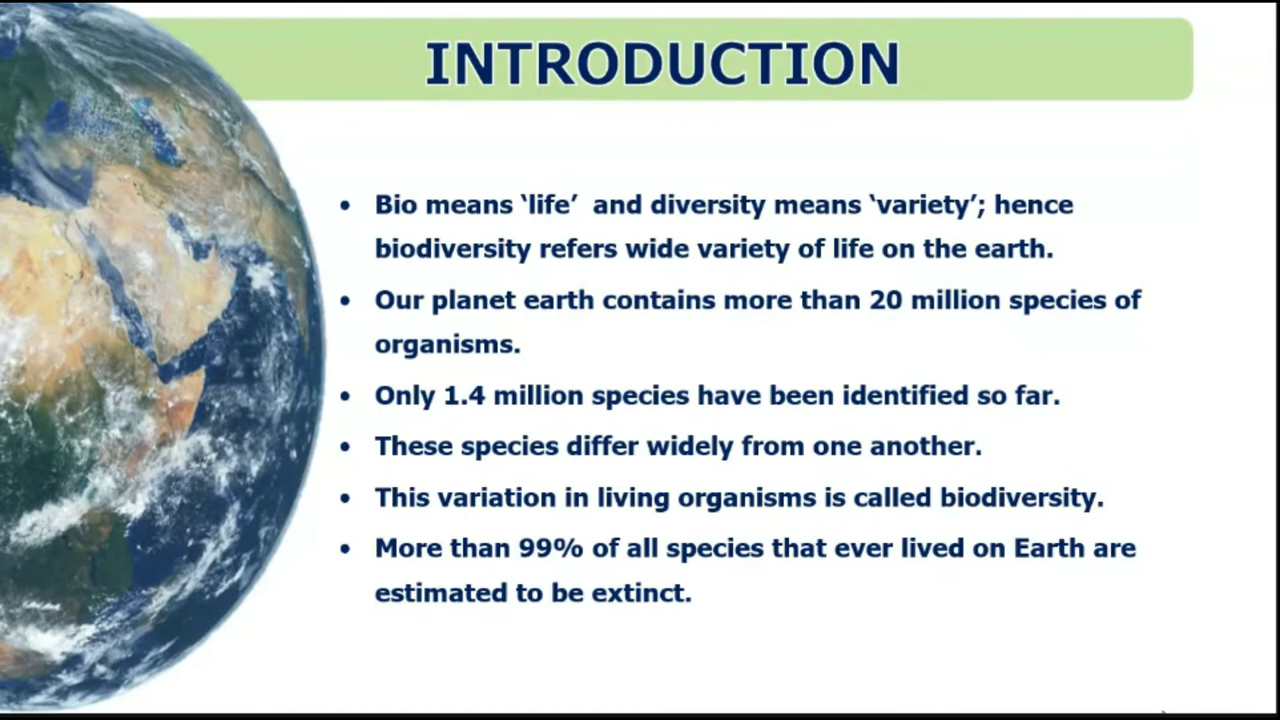 INTRODUCTION
• Bio means ‘life’ and diversity means ‘variety’; hence
biodiversity refers wide variety of life on the earth.
• Our planet earth contains more than 20 million species of
organisms.
• Only 1.4 million species have been identified so far.
• These species differ widely from one another.
• This variation in living organisms is called biodiversity.
• More than 99% of all species that ever lived on Earth are
estimated to be extinct.